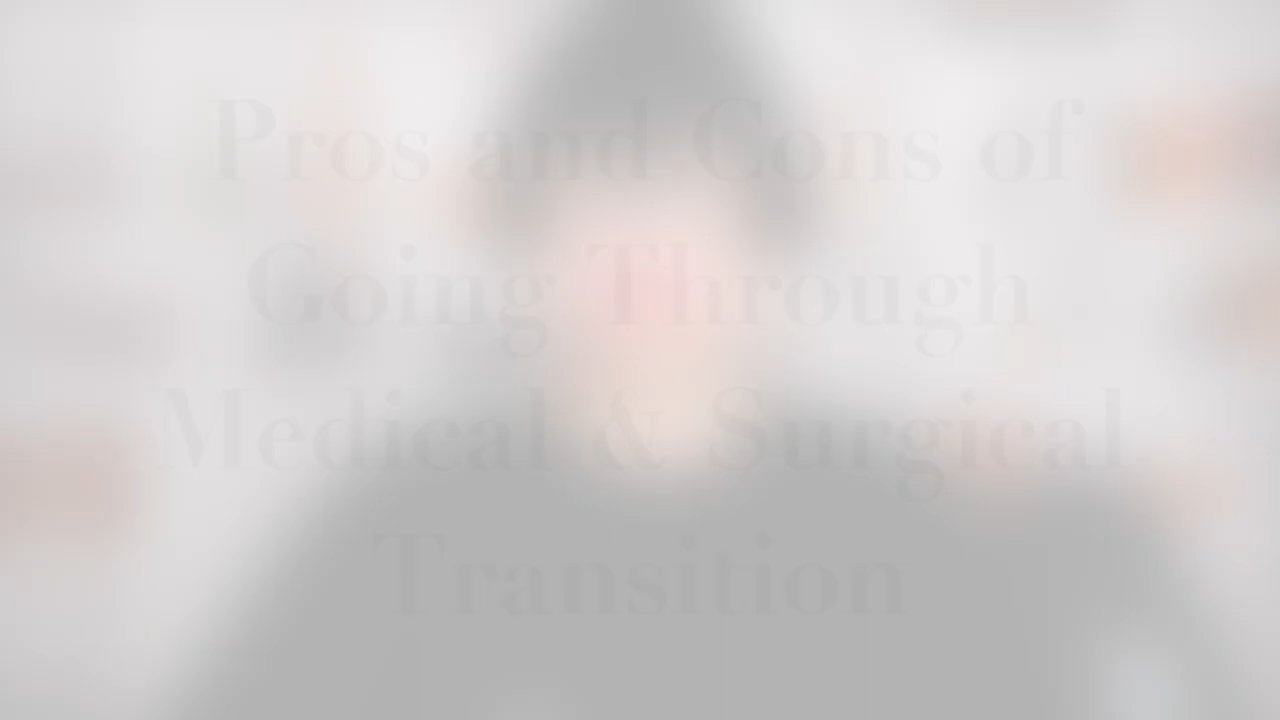 Pros and Cons of
Going Through
Medical & Surgical
Transition